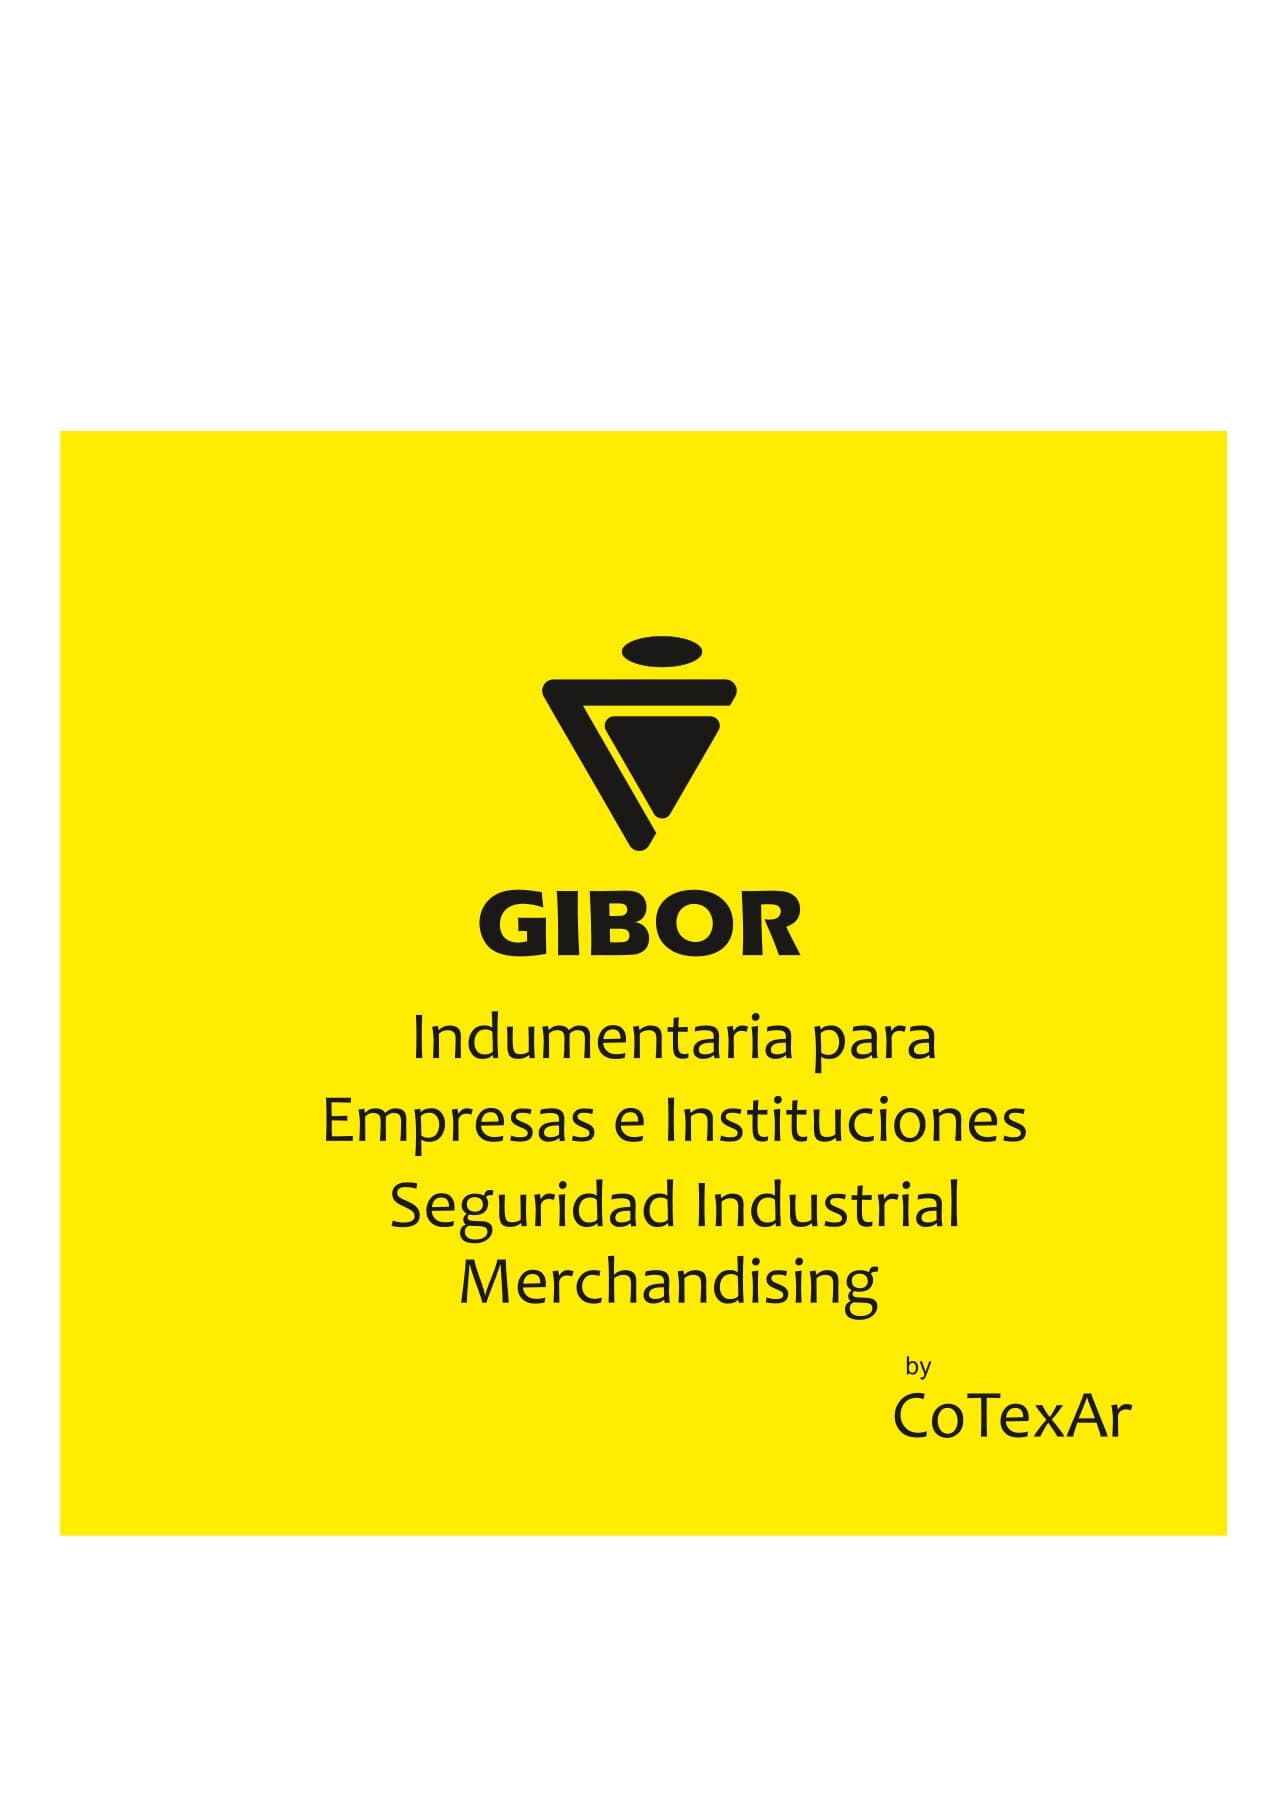 GIBOR
Indumentaria para
Empresas e Instituciones
Seguridad Industrial
Merchandising
by
CoTexAr